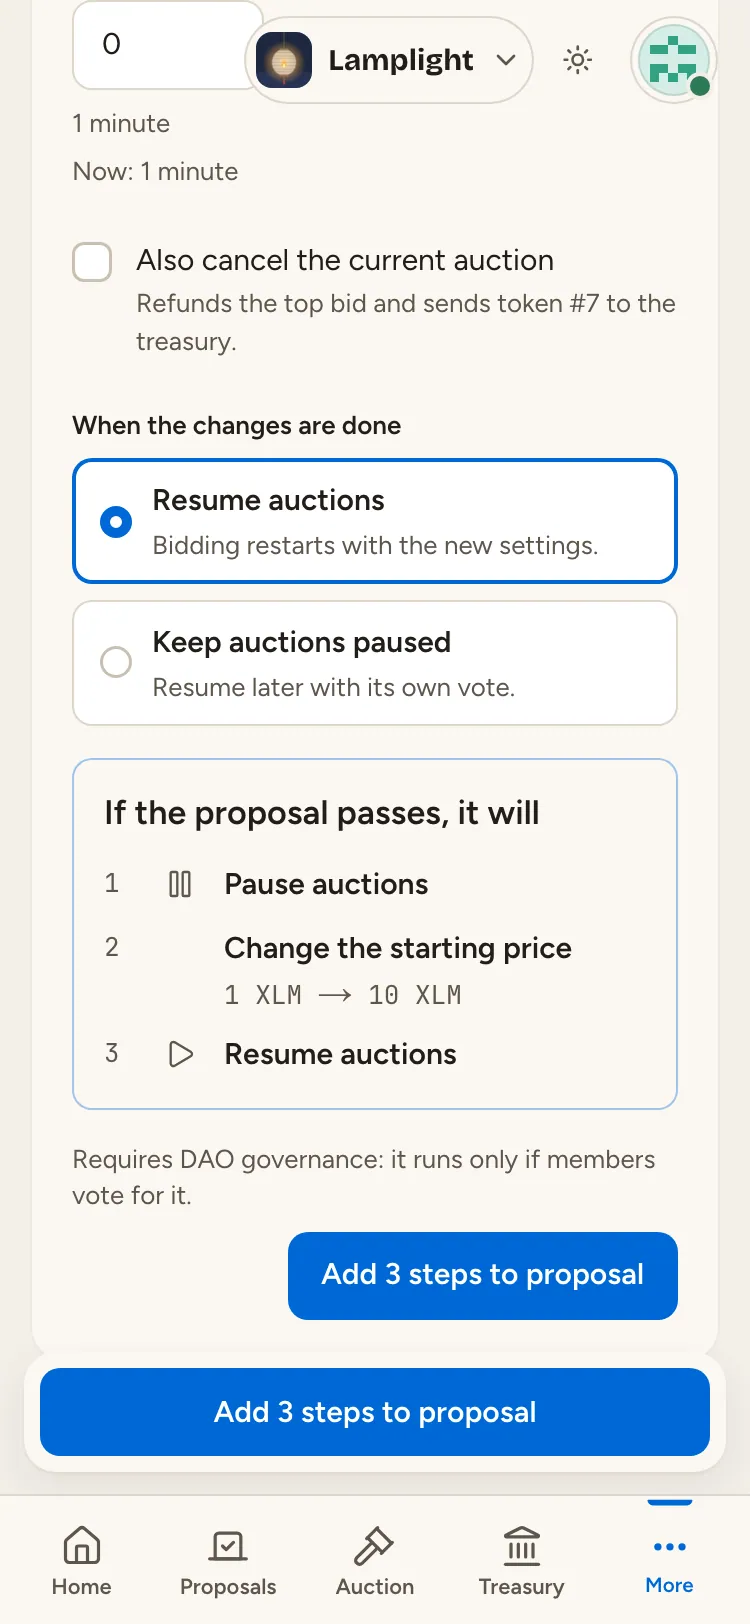 0
Lamplight
1 minute
Now: 1 minute
Also cancel the current auction
Refunds the top bid and sends token #7 to the
treasury.
When the changes are done
Resume auctions
Bidding restarts with the new settings.
Keep auctions paused
Resume later with its own vote.
If the proposal passes, it will
1 Pause auctions
2 Change the starting price
1 XLM → 10 XLM
3 Resume auctions
Requires DAO governance: it runs only if members
vote for it.
Add 3 steps to proposal
Add 3 steps to proposal
Home Proposals Auction Treasury More